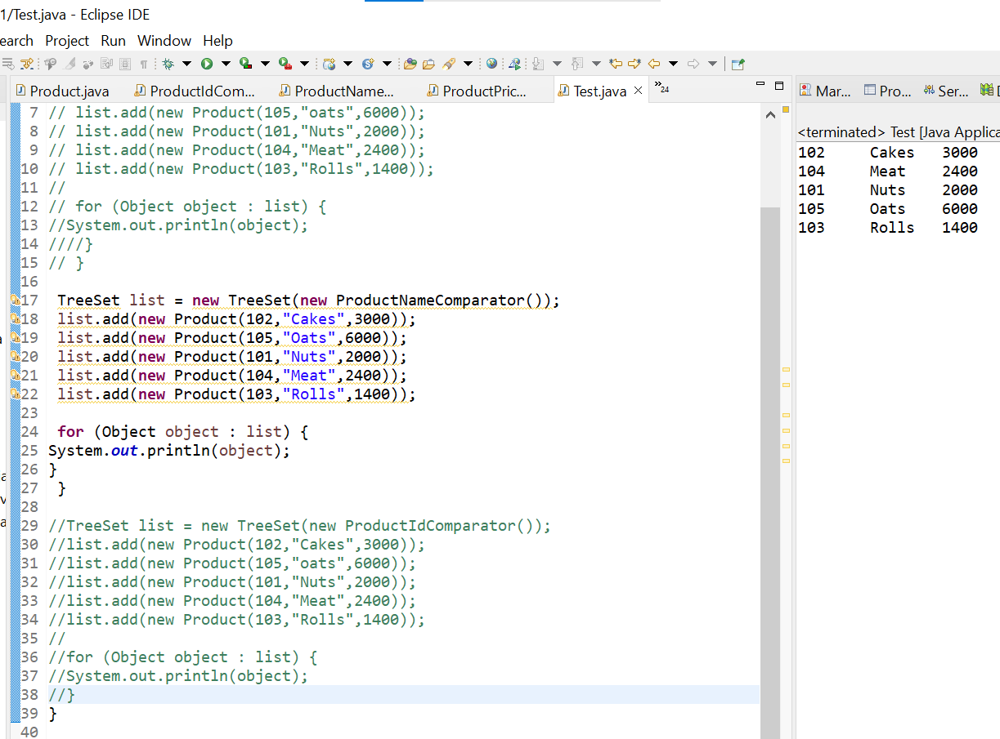 1/Test.java - Eclipse IDE
earch Project Run Window Help
Product.java ProductIdCom... ProductName... ProductPric... Test.java 24
Mar... Pro... Ser...
7 // list.add(new Product(105,"oats",6000));
8 // list.add(new Product(101,"Nuts",2000));
9 // list.add(new Product(104,"Meat",2400));
10 // list.add(new Product(103,"Rolls",1400));
11 //
12 // for (Object object : list) {
13 //System.out.println(object);
14 ////}
15 // }
16
17 TreeSet list = new TreeSet(new ProductNameComparator());
18 list.add(new Product(102,"Cakes",3000));
19 list.add(new Product(105,"Oats",6000));
20 list.add(new Product(101,"Nuts",2000));
21 list.add(new Product(104,"Meat",2400));
22 list.add(new Product(103,"Rolls",1400));
23
24 for (Object object : list) {
25 System.out.println(object);
26 }
27 }
28
29 //TreeSet list = new TreeSet(new ProductIdComparator());
30 //list.add(new Product(102,"Cakes",3000));
31 //list.add(new Product(105,"oats",6000));
32 //list.add(new Product(101,"Nuts",2000));
33 //list.add(new Product(104,"Meat",2400));
34 //list.add(new Product(103,"Rolls",1400));
35 //
36 //for (Object object : list) {
37 //System.out.println(object);
38 //}
39 }
40
<terminated> Test [Java Applica
102 Cakes 3000
104 Meat 2400
101 Nuts 2000
105 Oats 6000
103 Rolls 1400